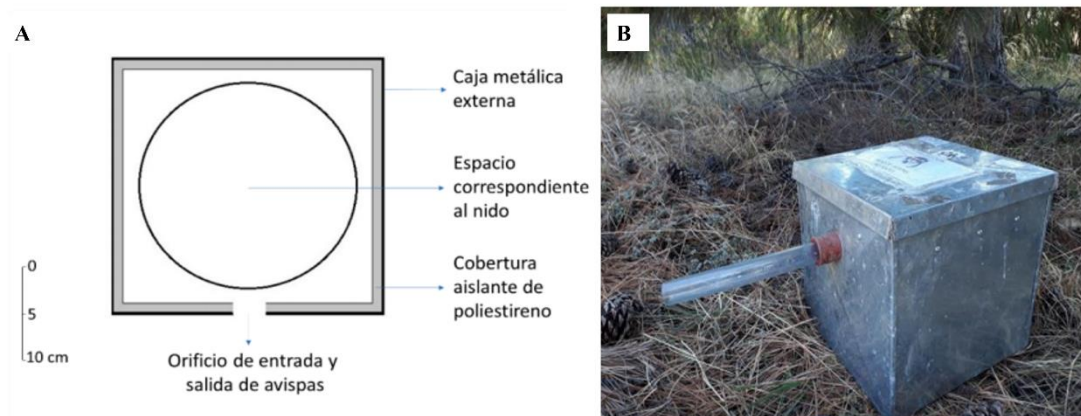 A
Caja metálica
externa
Espacio
correspondiente
al nido
Cobertura
aislante de
poliestireno
0
5
10 cm
Orificio de entrada y
salida de avispas
B